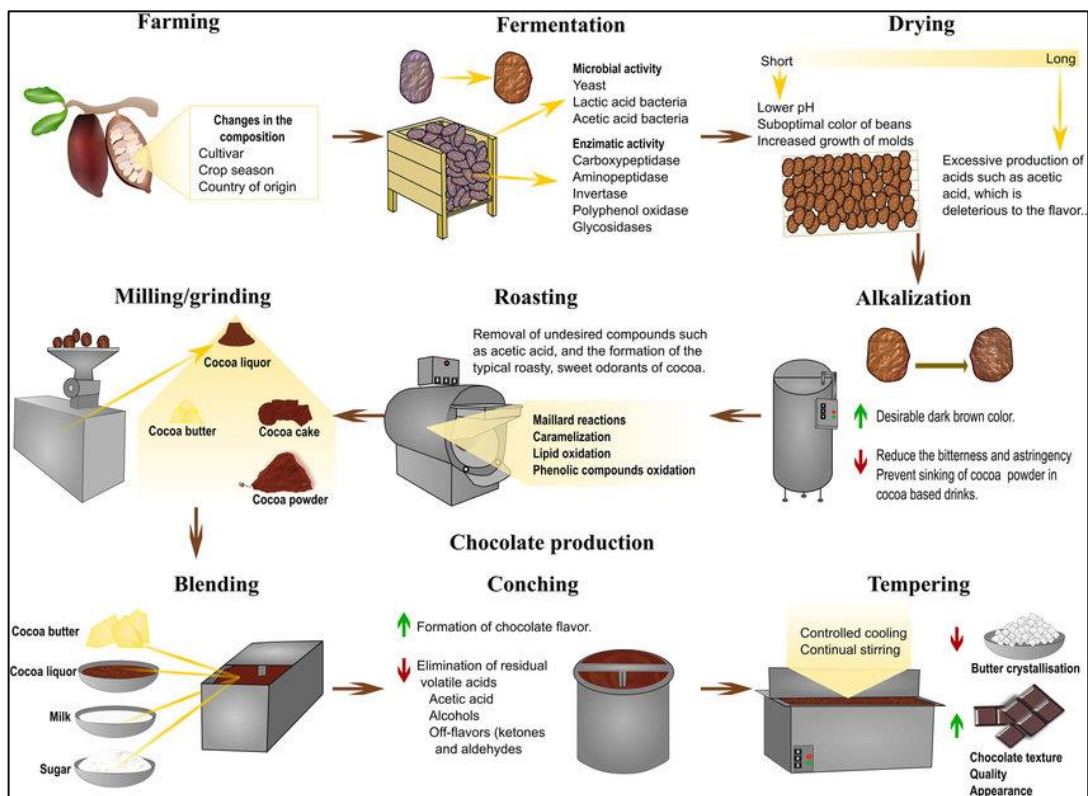 Farming
Changes in the
composition
Cultivar
Crop season
Country of origin
Fermentation
Microbial activity
Yeast
Lactic acid bacteria
Acetic acid bacteria
Enzimatic activity
Carboxypeptidase
Aminopeptidase
Invertase
Polyphenol oxidase
Glycosidases
Drying
Short
Long
Lower pH
Suboptimal color of beans
Increased growth of molds
Excessive production of
acids such as acetic
acid, which is
deleterious to the flavor..
Milling/grinding
Cocoa liquor
Cocoa butter
Cocoa cake
Cocoa powder
Roasting
Removal of undesired compounds such
as acetic acid, and the formation of the
typical roasty, sweet odorants of cocoa.
Maillard reactions
Caramelization
Lipid oxidation
Phenolic compounds oxidation
Alkalization
Desirable dark brown color.
Reduce the bitterness and astringency
Prevent sinking of cocoa powder in
cocoa based drinks.
Chocolate production
Blending
Cocoa butter
Cocoa liquor
Milk
Sugar
Conching
Formation of chocolate flavor.
Elimination of residual
volatile acids
Acetic acid
Alcohols
Off-flavors (ketones
and aldehydes
Tempering
Controlled cooling
Continual stirring
Butter crystallisation
Chocolate texture
Quality
Appearance